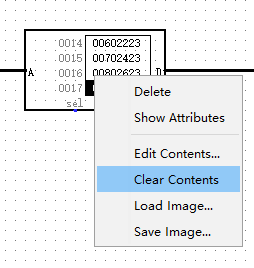 0014 00602223
0015 00702423
A 0016 00802623 D
0017
sel
Delete
Show Attributes
Edit Contents...
Clear Contents
Load Image...
Save Image...